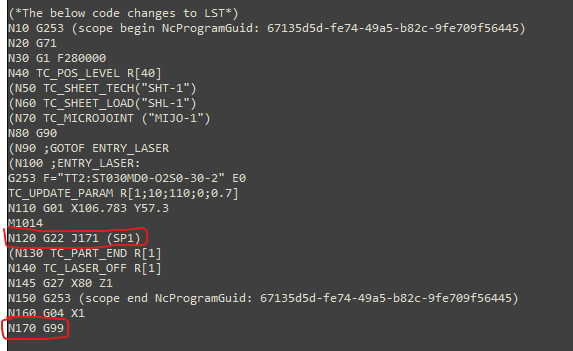 (*The below code changes to LST*)
N10 G253 (scope begin NcProgramGuid: 67135d5d-fe74-49a5-b82c-9fe709f56445)
N20 G71
N30 G1 F280000
N40 TC_POS_LEVEL R[40]
(N50 TC_SHEET_TECH("SHT-1")
(N60 TC_SHEET_LOAD("SHL-1")
(N70 TC_MICROJOINT ("MIJO-1")
N80 G90
(N90 ;GOTOF ENTRY_LASER
(N100 ;ENTRY_LASER:
G253 F="TT2:ST030MD0-O2S0-30-2" E0
TC_UPDATE_PARAM R[1;10;110;0;0.7]
N110 G01 X106.783 Y57.3
M1014
N120 G22 J171 (SP1)
(N130 TC_PART_END R[1]
N140 TC_LASER_OFF R[1]
N145 G27 X80 Z1
N150 G253 (scope end NcProgramGuid: 67135d5d-fe74-49a5-b82c-9fe709f56445)
N160 G04 X1
N170 G99